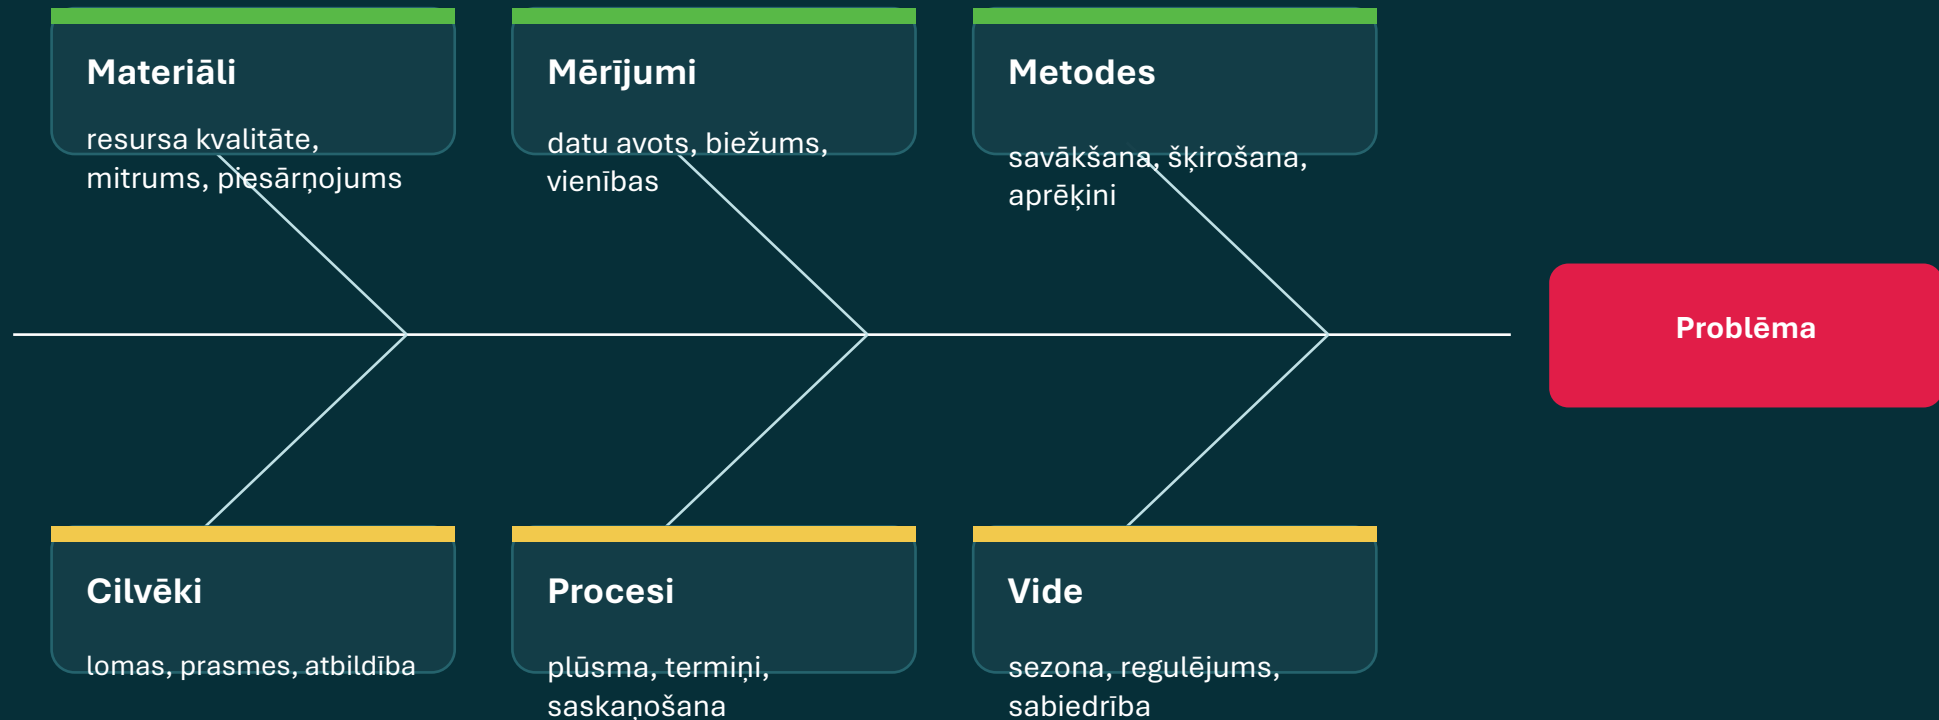 Materiāli
resursa kvalitāte,
mitrums, piesārņojums
Mērījumi
datu avots, biežums,
vienības
Metodes
savākšana, šķirošana,
aprēķini
Problēma
Cilvēki
lomas, prasmes, atbildība
Procesi
plūsma, termiņi,
saskaņošana
Vide
sezona, regulējums,
sabiedrība